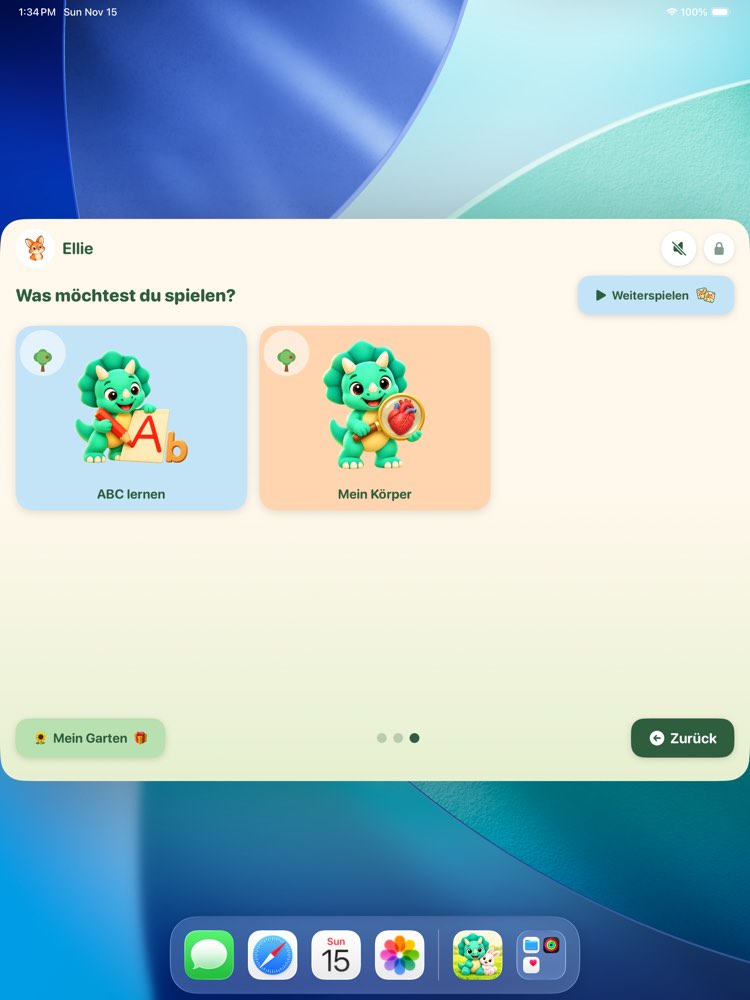 1:34 PM Sun Nov 15
100%
Ellie
Was möchtest du spielen?
Weiterspielen
A
b
ABC lernen
Mein Körper
Mein Garten
Zurück
Sun
15